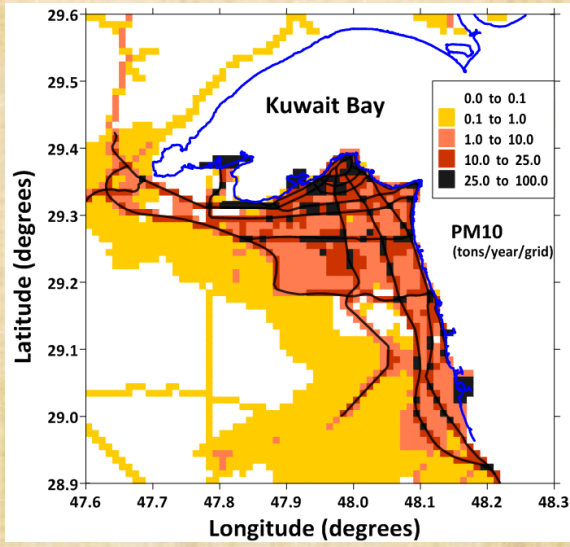 29.6
29.5
29.4
29.3
29.2
29.1
29.0
28.9
Latitude (degrees)
Kuwait Bay
0.0 to 0.1
0.1 to 1.0
1.0 to 10.0
10.0 to 25.0
25.0 to 100.0
PM10
(tons/year/grid)
47.6 47.7 47.8 47.9 48.0 48.1 48.2 48.3
Longitude (degrees)